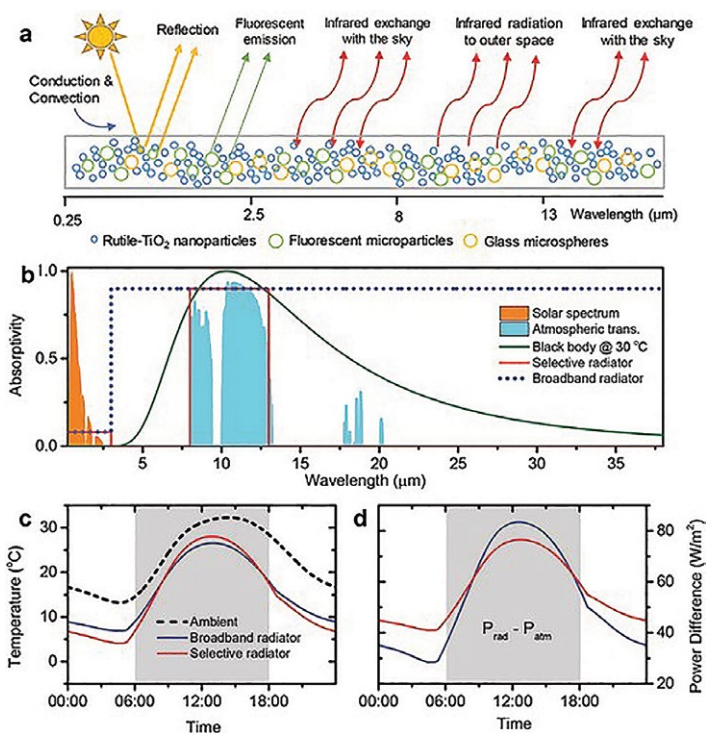 a
Reflection
Fluorescent
emission
Infrared exchange
with the sky
Infrared radiation
to outer space
Infrared exchange
with the sky
Conduction &
Convection
0.25 2.5 8 13 Wavelength (μm)
Rutile-TiO2 nanoparticles Fluorescent microparticles Glass microspheres
b
1.0
0.5
0.0
Absorptivity
Solar spectrum
Atmospheric trans.
Black body @ 30 °C
Selective radiator
Broadband radiator
5 10 15 20 25 30 35
Wavelength (μm)
c
30
20
10
0
Temperature (°C)
Ambient
Broadband radiator
Selective radiator
00:00 06:00 12:00 18:00
Time
d
Prad - Patm
80
60
40
20
Power Difference (W/m²)
00:00 06:00 12:00 18:00
Time